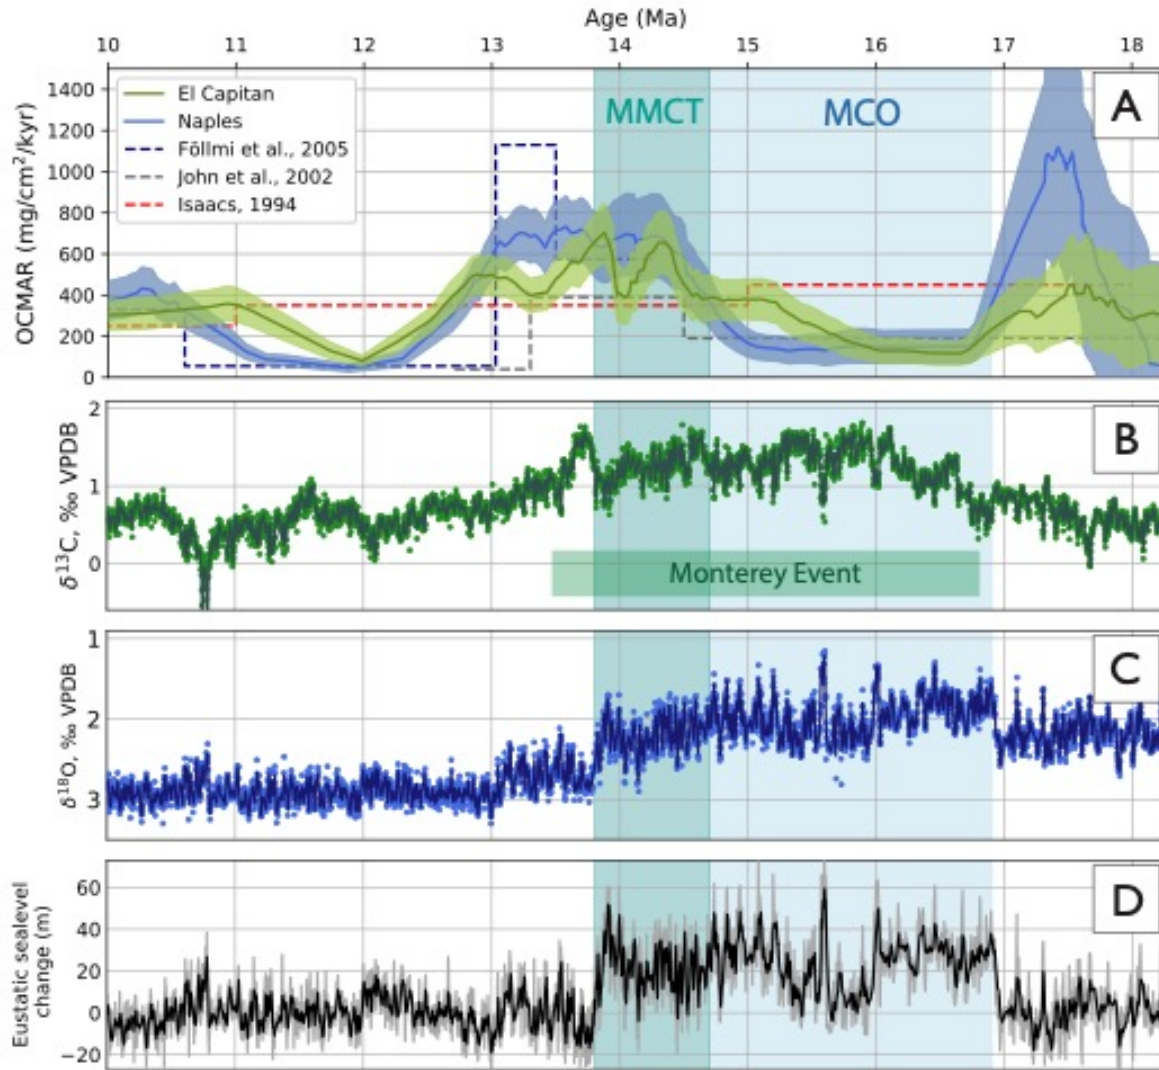 Age (Ma)
10 11 12 13 14 15 16 17 18
OCMAR (mg/cm²/kyr)
1400
1200
1000
800
600
400
200
0
El Capitan
Naples
Föllmi et al., 2005
John et al., 2002
Isaacs, 1994
MMCT
MCO
A
δ¹³C, ‰ VPDB
2
1
0
Monterey Event
B
δ¹⁸O, ‰ VPDB
1
2
3
C
Eustatic sealevel
change (m)
60
40
20
0
−20
D